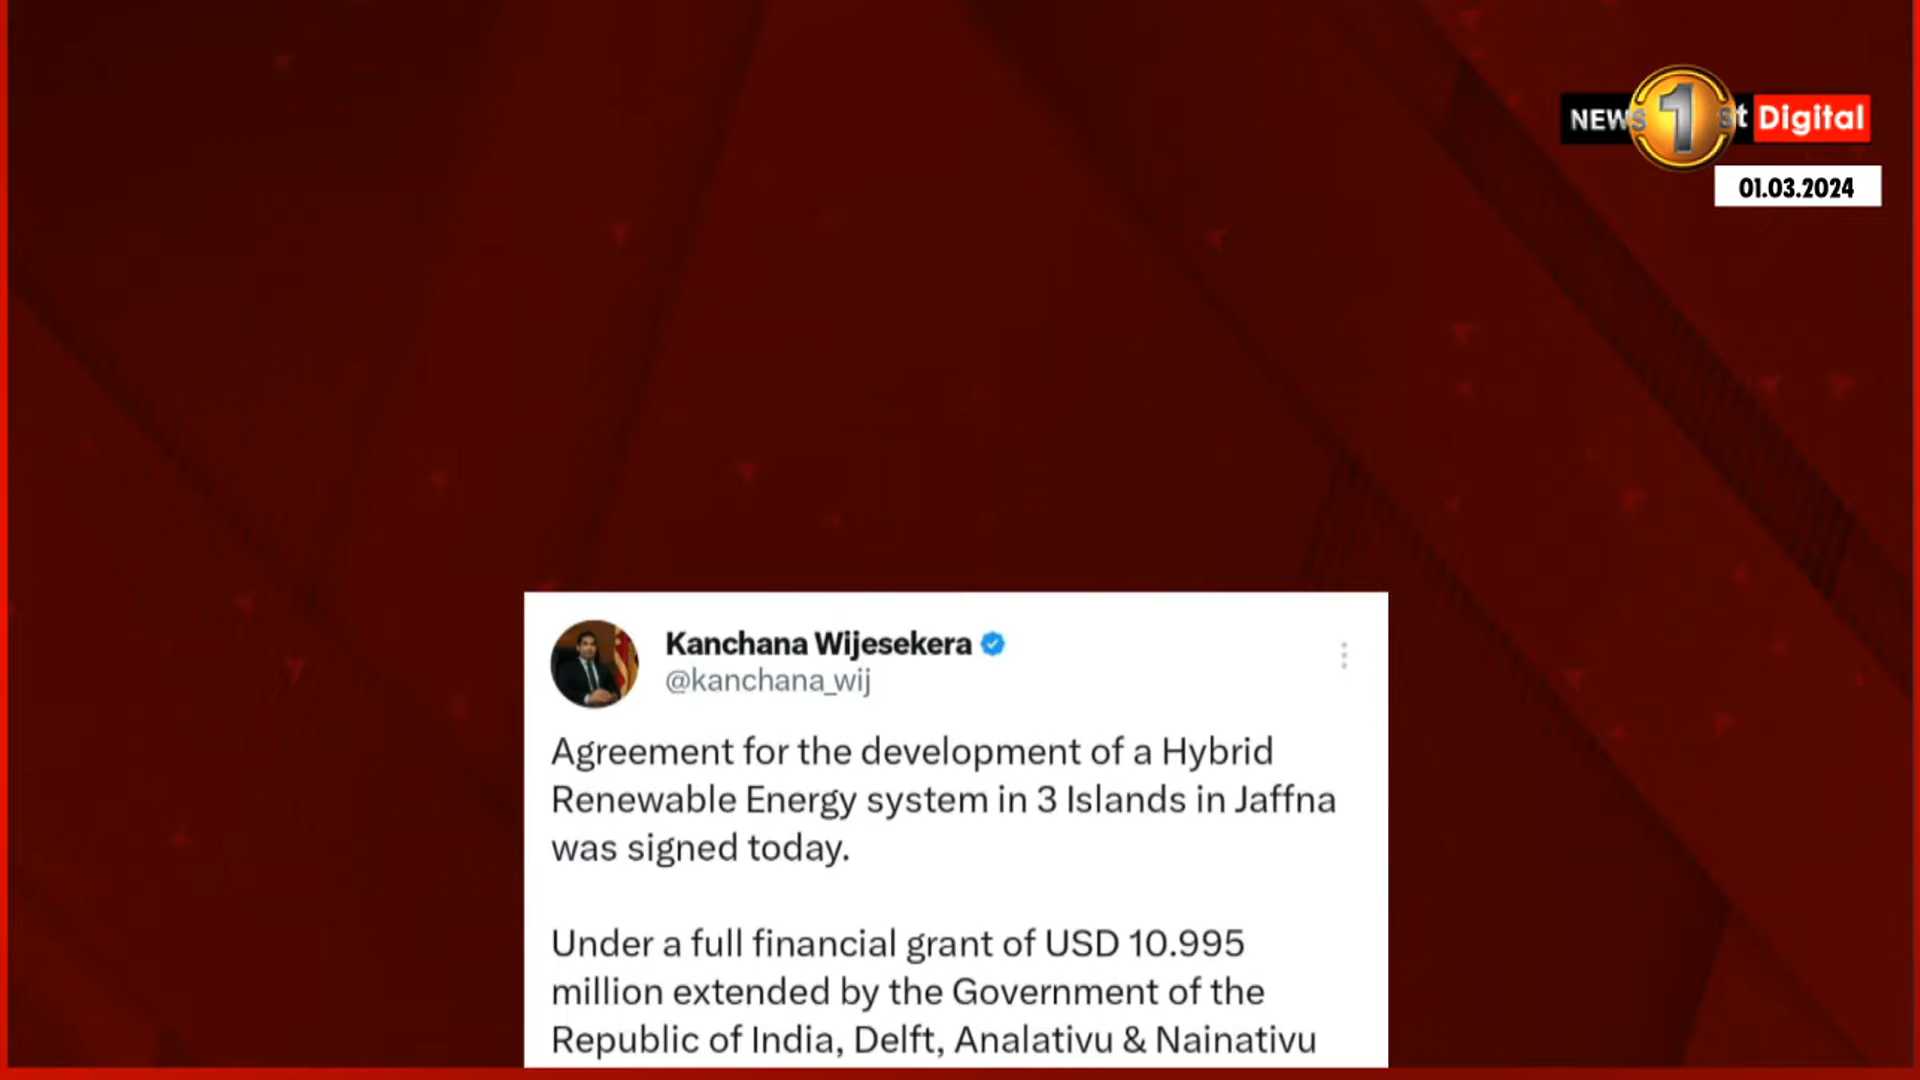 NEWS 1st Digital
01.03.2024
Kanchana Wijesekera
@kanchana_wij
Agreement for the development of a Hybrid
Renewable Energy system in 3 Islands in Jaffna
was signed today.
Under a full financial grant of USD 10.995
million extended by the Government of the
Republic of India, Delft, Analativu & Nainativu